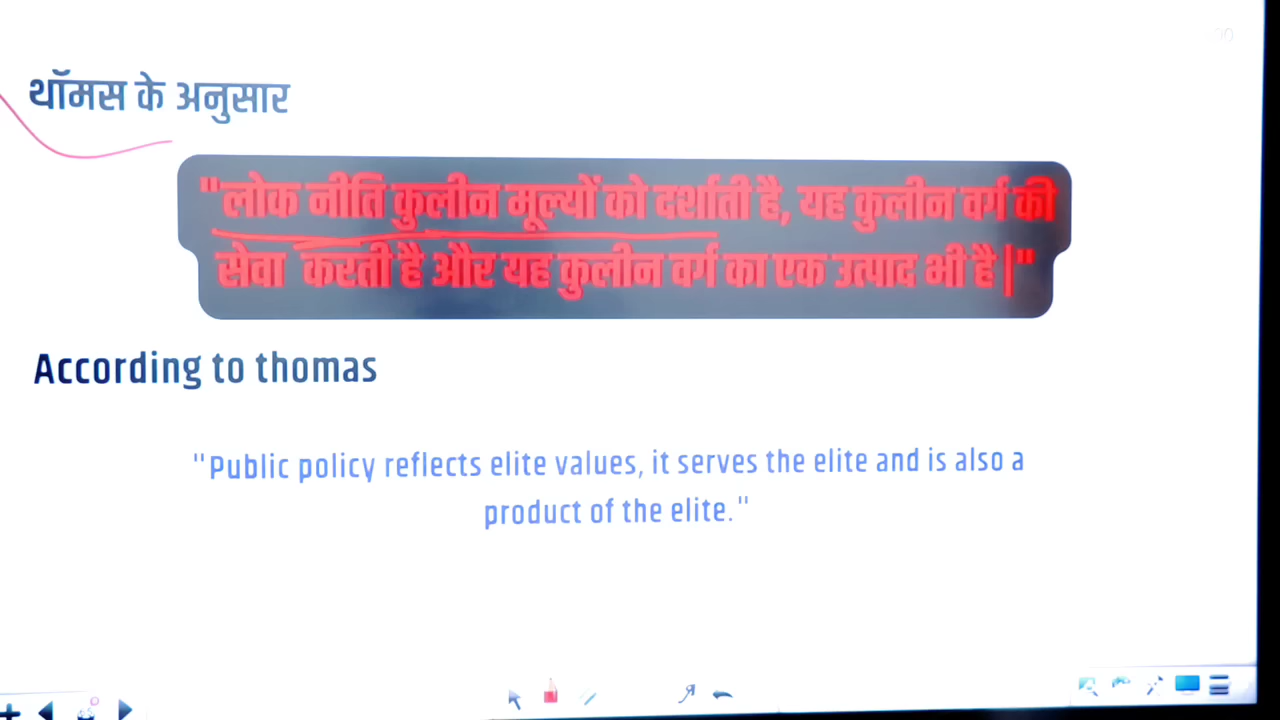 थॉमस के अनुसार
"लोक नीति कुलीन मूल्यों को दर्शाती है, यह कुलीन वर्ग की
सेवा करती है और यह कुलीन वर्ग का एक उत्पाद भी है|"
According to thomas
"Public policy reflects elite values, it serves the elite and is also a
product of the elite."